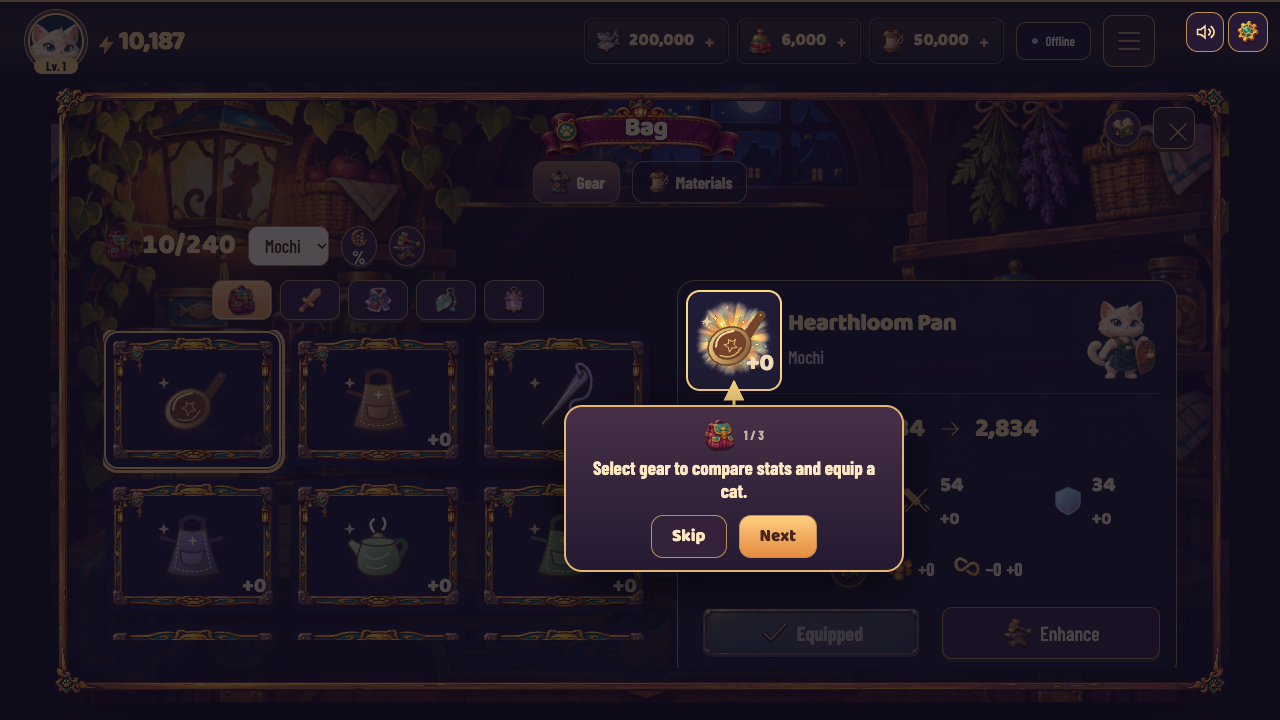 10,187
200,000 +
6,000 +
50,000 +
Offline
Lv. 1
Bag
Gear
Materials
10/240
Mochi
%
Hearthloom Pan
+0
Mochi
+0
+0
+0
+0
1/3
Select gear to compare stats and equip a
cat.
Skip
Next
2,834
54
+0
34
+0
+0
−0 +0
Equipped
Enhance